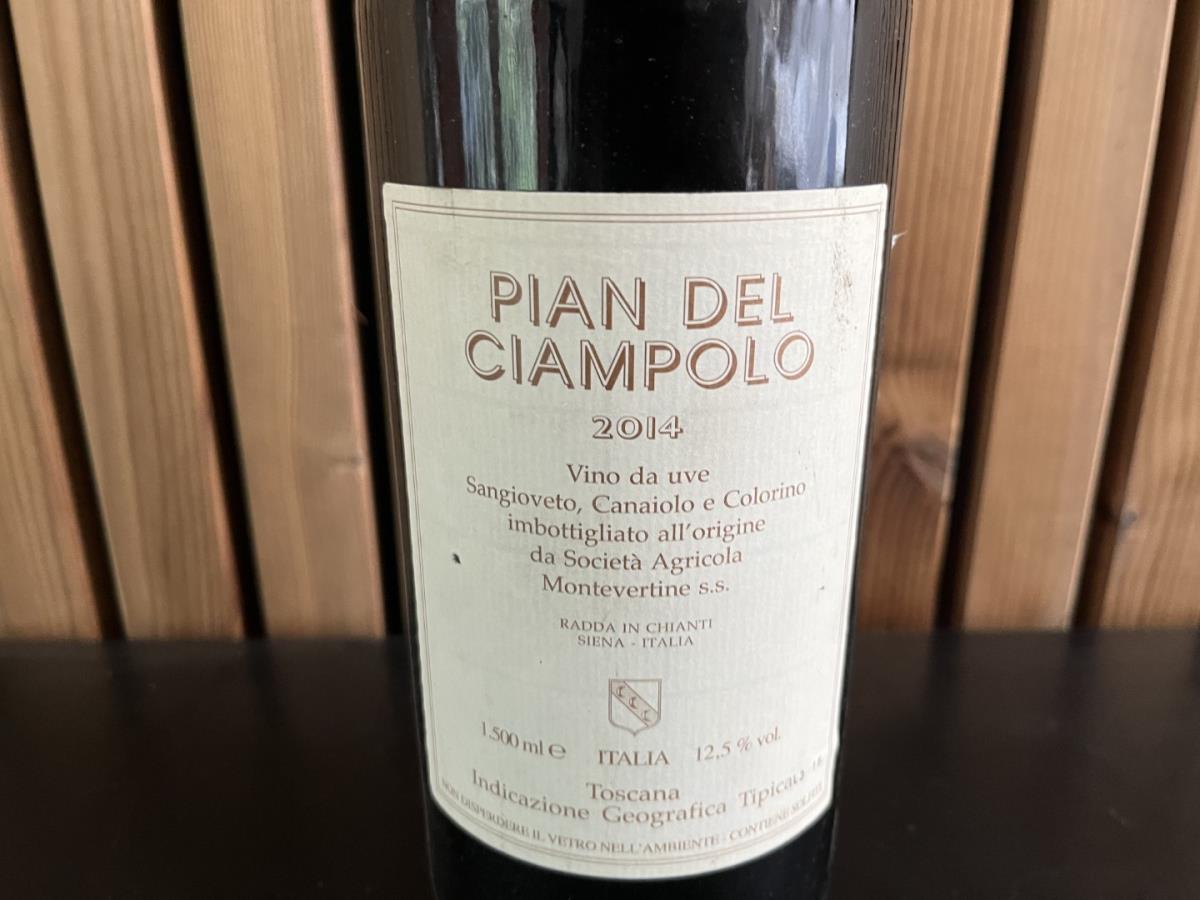 PIAN DEL
CIAMPOLO
2014
Vino da uve
Sangioveto, Canaiolo e Colorino
imbottigliato all'origine
da Società Agricola
Montevertine s.s.
RADDA IN CHIANTI
SIENA - ITALIA
1.500 ml e ITALIA 12,5 % vol.
Toscana
Indicazione Geografica Tipica
NON DISPERDERE IL VETRO NELL'AMBIENTE - CONTIENE SOLFITI